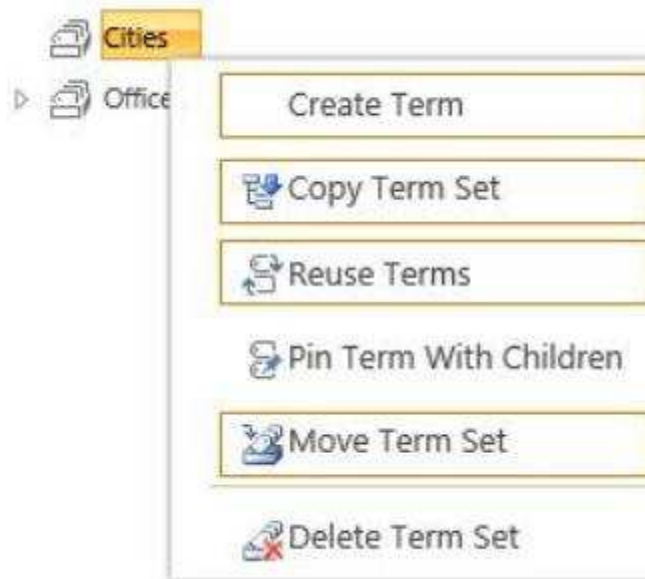 Cities
Office
Create Term
Copy Term Set
Reuse Terms
Pin Term With Children
Move Term Set
Delete Term Set